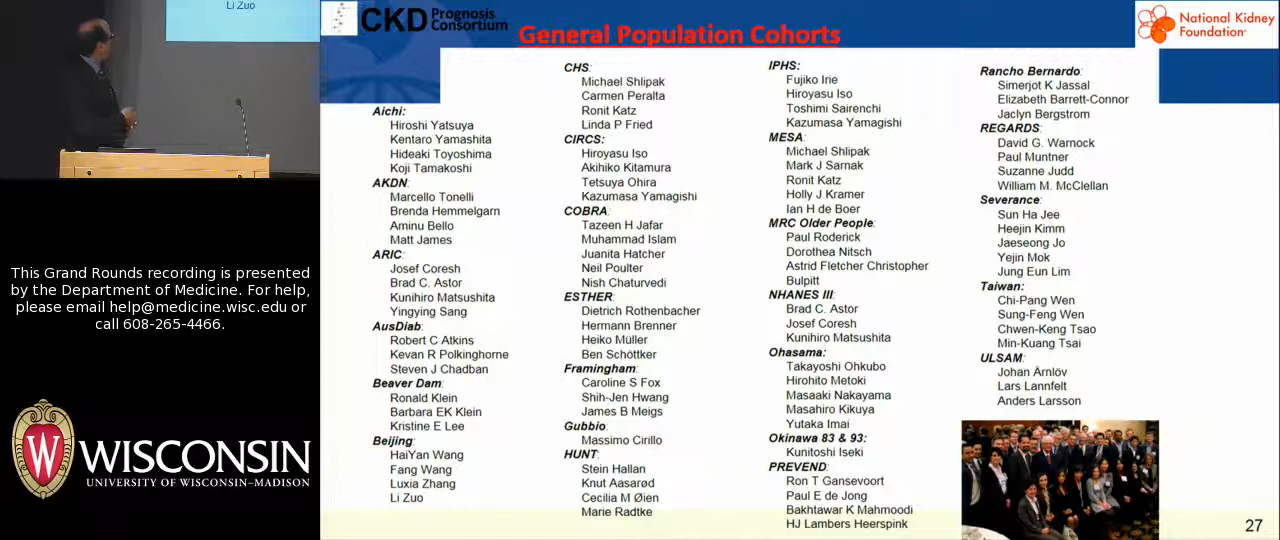 Li Zuo
This Grand Rounds recording is presented
by the Department of Medicine. For help,
please email help@medicine.wisc.edu or
call 608-265-4466.
WISCONSIN
UNIVERSITY OF WISCONSIN–MADISON
CKD Prognosis
Consortium
General Population Cohorts
National Kidney
Foundation
Aichi:
Hiroshi Yatsuya
Kentaro Yamashita
Hideaki Toyoshima
Koji Tamakoshi
AKDN:
Marcello Tonelli
Brenda Hemmelgarn
Aminu Bello
Matt James
ARIC:
Josef Coresh
Brad C. Astor
Kunihiro Matsushita
Yingying Sang
AusDiab:
Robert C Atkins
Kevan R Polkinghorne
Steven J Chadban
Beaver Dam:
Ronald Klein
Barbara EK Klein
Kristine E Lee
Beijing:
HaiYan Wang
Fang Wang
Luxia Zhang
Li Zuo
CHS:
Michael Shlipak
Carmen Peralta
Ronit Katz
Linda P Fried
CIRCS:
Hiroyasu Iso
Akihiko Kitamura
Tetsuya Ohira
Kazumasa Yamagishi
COBRA:
Tazeen H Jafar
Muhammad Islam
Juanita Hatcher
Neil Poulter
Nish Chaturvedi
ESTHER:
Dietrich Rothenbacher
Hermann Brenner
Heiko Müller
Ben Schöttker
Framingham:
Caroline S Fox
Shih-Jen Hwang
James B Meigs
Gubbio:
Massimo Cirillo
HUNT:
Stein Hallan
Knut Aasarød
Cecilia M Øien
Marie Radtke
IPHS:
Fujiko Irie
Hiroyasu Iso
Toshimi Sairenchi
Kazumasa Yamagishi
MESA:
Michael Shlipak
Mark J Sarnak
Ronit Katz
Holly J Kramer
Ian H de Boer
MRC Older People:
Paul Roderick
Dorothea Nitsch
Astrid Fletcher Christopher
Bulpitt
NHANES III:
Brad C. Astor
Josef Coresh
Kunihiro Matsushita
Ohasama:
Takayoshi Ohkubo
Hirohito Metoki
Masaaki Nakayama
Masahiro Kikuya
Yutaka Imai
Okinawa 83 & 93:
Kunitoshi Iseki
PREVEND:
Ron T Gansevoort
Paul E de Jong
Bakhtawar K Mahmoodi
HJ Lambers Heerspink
Rancho Bernardo:
Simerjot K Jassal
Elizabeth Barrett-Connor
Jaclyn Bergstrom
REGARDS:
David G. Warnock
Paul Muntner
Suzanne Judd
William M. McClellan
Severance:
Sun Ha Jee
Heejin Kimm
Jaeseong Jo
Yejin Mok
Jung Eun Lim
Taiwan:
Chi-Pang Wen
Sung-Feng Wen
Chwen-Keng Tsao
Min-Kuang Tsai
ULSAM:
Johan Ärnlöv
Lars Lannfelt
Anders Larsson
27